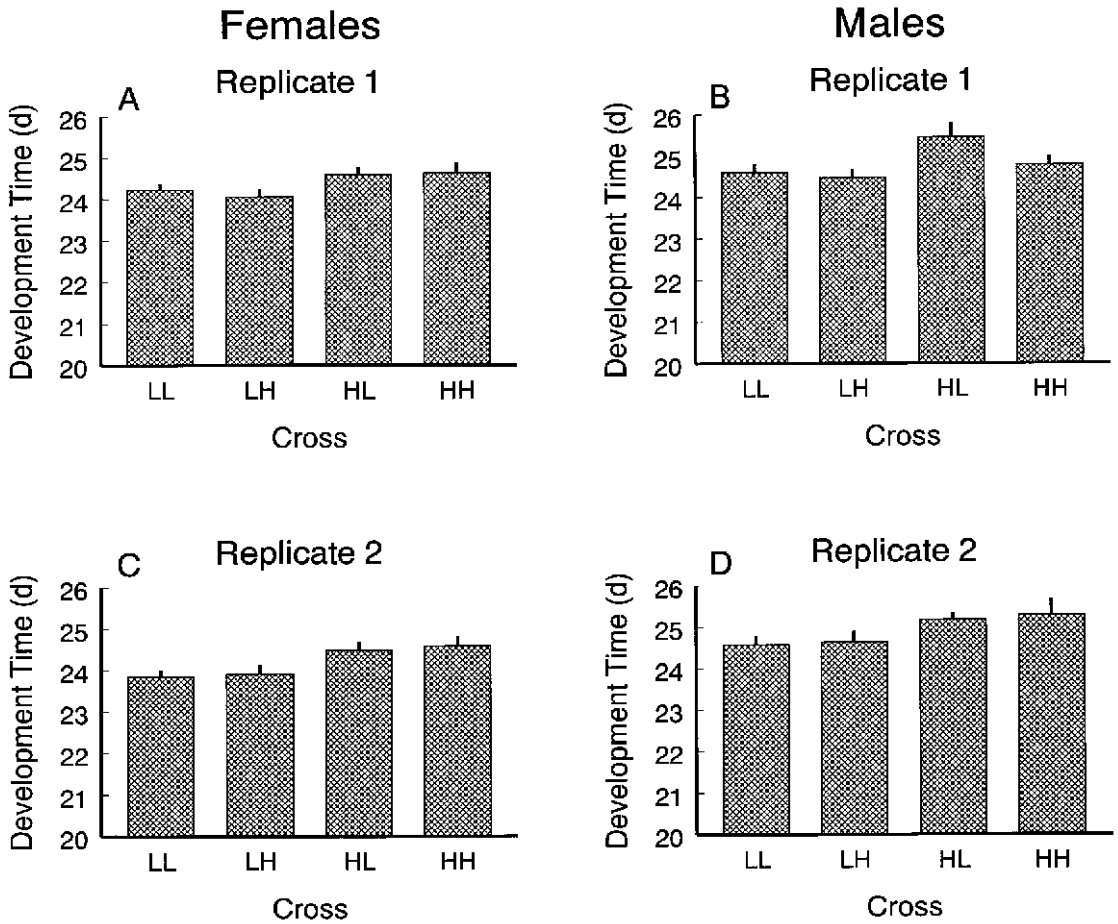 Females
Males
A
Replicate 1
Development Time (d)
26
25
24
23
22
21
20
LL LH HL HH
Cross
B
Replicate 1
Development Time (d)
26
25
24
23
22
21
20
LL LH HL HH
Cross
C
Replicate 2
Development Time (d)
26
25
24
23
22
21
20
LL LH HL HH
Cross
D
Replicate 2
Development Time (d)
26
25
24
23
22
21
20
LL LH HL HH
Cross